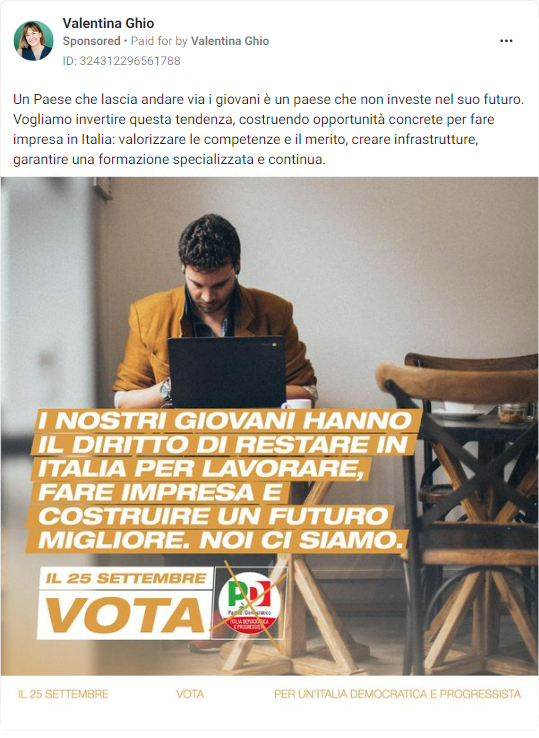 Valentina Ghio
Sponsored • Paid for by Valentina Ghio
ID: 324312296561788
Un Paese che lascia andare via i giovani è un paese che non investe nel suo futuro.
Vogliamo invertire questa tendenza, costruendo opportunità concrete per fare
impresa in Italia: valorizzare le competenze e il merito, creare infrastrutture,
garantire una formazione specializzata e continua.
I NOSTRI GIOVANI HANNO
IL DIRITTO DI RESTARE IN
ITALIA PER LAVORARE,
FARE IMPRESA E
COSTRUIRE UN FUTURO
MIGLIORE. NOI CI SIAMO.
IL 25 SETTEMBRE
VOTA
PD
Partito Democratico
ITALIA DEMOCRATICA
E PROGRESSISTA
IL 25 SETTEMBRE VOTA PER UN'ITALIA DEMOCRATICA E PROGRESSISTA